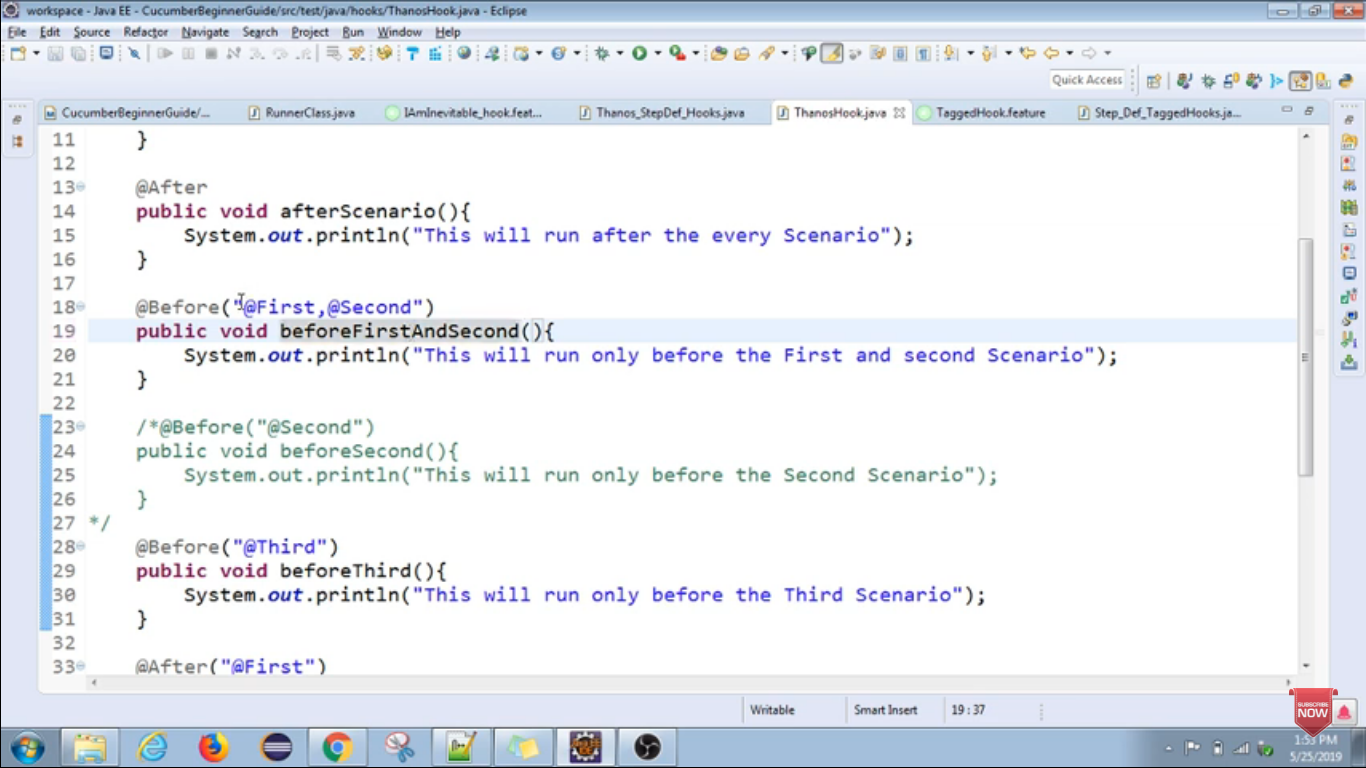 workspace - Java EE - CucumberBeginnerGuide/src/test/java/hooks/ThanosHook.java - Eclipse
File Edit Source Refactor Navigate Search Project Run Window Help
Quick Access
CucumberBeginnerGuide/... RunnerClass.java IAmInevitable_hook.feat... Thanos_StepDef_Hooks.java ThanosHook.java TaggedHook.feature Step_Def_TaggedHooks.ja...
11 }
12
13 @After
14 public void afterScenario(){
15 System.out.println("This will run after the every Scenario");
16 }
17
18 @Before("@First,@Second")
19 public void beforeFirstAndSecond(){
20 System.out.println("This will run only before the First and second Scenario");
21 }
22
23 /*@Before("@Second")
24 public void beforeSecond(){
25 System.out.println("This will run only before the Second Scenario");
26 }
27 */
28 @Before("@Third")
29 public void beforeThird(){
30 System.out.println("This will run only before the Third Scenario");
31 }
32
33 @After("@First")
Writable Smart Insert 19 : 37
SUBSCRIBE
NOW
1:53 PM
5/25/2019